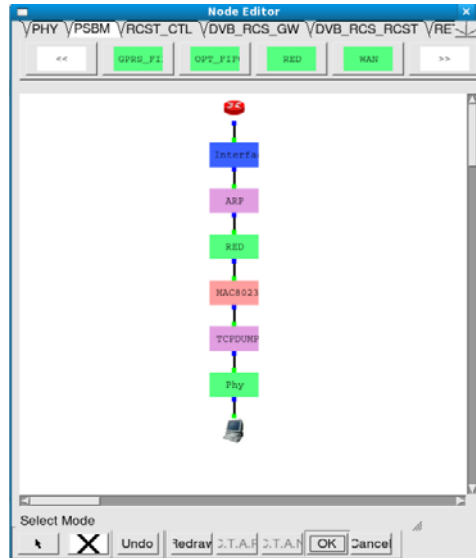 Node Editor
PHY PSBM RCST_CTL DVB_RCS_GW DVB_RCS_RCST RE
<< GPRS_FI OPT_FIF RED WAN >>
Interfa
ARP
RED
MAC8023
TCPDUMP
Phy
Select Mode
X Undo Redraw C.T.A.F C.T.A.N OK Cancel